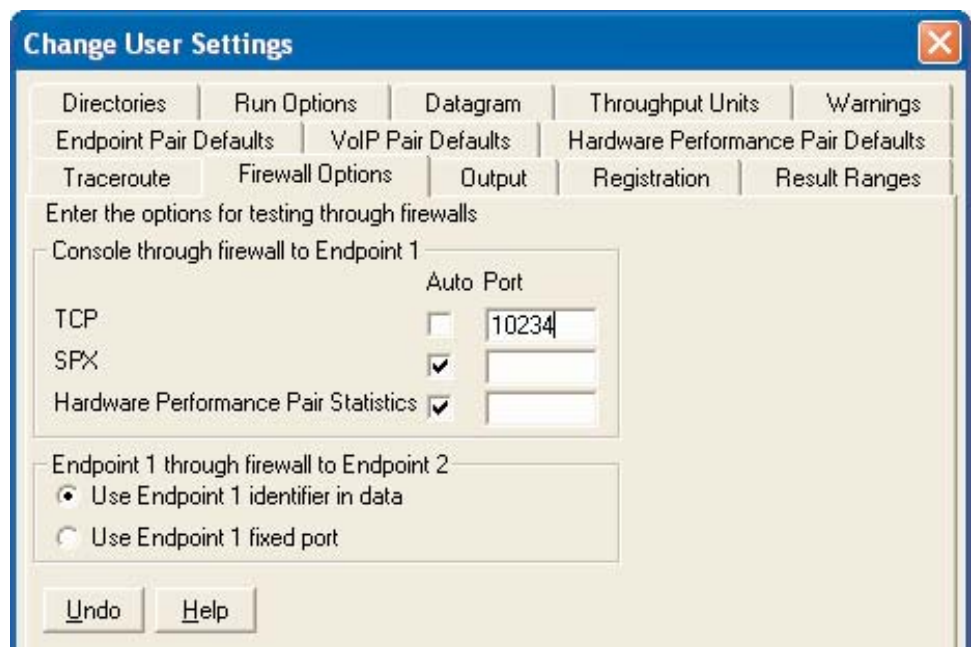 Change User Settings
Directories Run Options Datagram Throughput Units Warnings
Endpoint Pair Defaults VoIP Pair Defaults Hardware Performance Pair Defaults
Traceroute Firewall Options Output Registration Result Ranges
Enter the options for testing through firewalls
Console through firewall to Endpoint 1
Auto Port
TCP 10234
SPX
Hardware Performance Pair Statistics
Endpoint 1 through firewall to Endpoint 2
Use Endpoint 1 identifier in data
Use Endpoint 1 fixed port
Undo Help